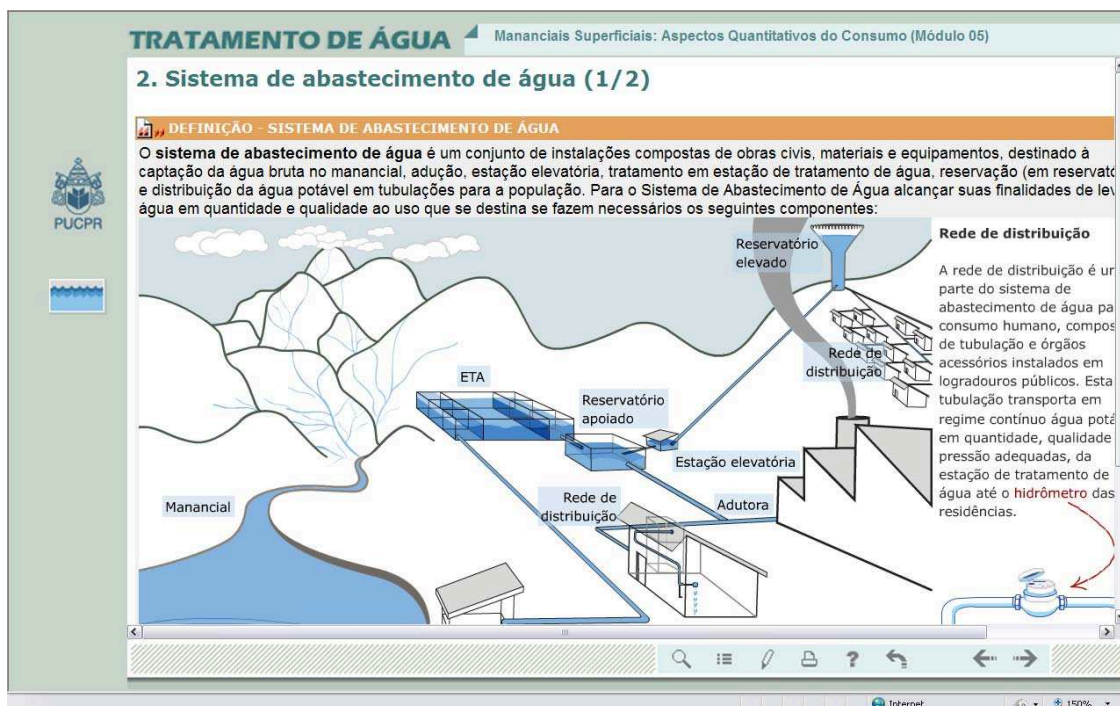 TRATAMENTO DE ÁGUA
Mananciais Superficiais: Aspectos Quantitativos do Consumo (Módulo 05)
2. Sistema de abastecimento de água (1/2)
DEFINIÇÃO - SISTEMA DE ABASTECIMENTO DE ÁGUA
O sistema de abastecimento de água é um conjunto de instalações compostas de obras civis, materiais e equipamentos, destinado à
captação da água bruta no manancial, adução, estação elevatória, tratamento em estação de tratamento de água, reservação (em reservató
e distribuição da água potável em tubulações para a população. Para o Sistema de Abastecimento de Água alcançar suas finalidades de lev
água em quantidade e qualidade ao uso que se destina se fazem necessários os seguintes componentes:
PUCPR
Reservatório
elevado
Rede de
distribuição
ETA
Reservatório
apoiado
Estação elevatória
Manancial
Rede de
distribuição
Adutora
Rede de distribuição
A rede de distribuição é
parte do sistema de
abastecimento de água pa
consumo humano, compos
de tubulação e órgãos
acessórios instalados em
logradouros públicos. Esta
tubulação transporta em
regime contínuo água potá
em quantidade, qualidade
pressão adequadas, da
estação de tratamento de
água até o hidrômetro das
residências.
Internet
150%